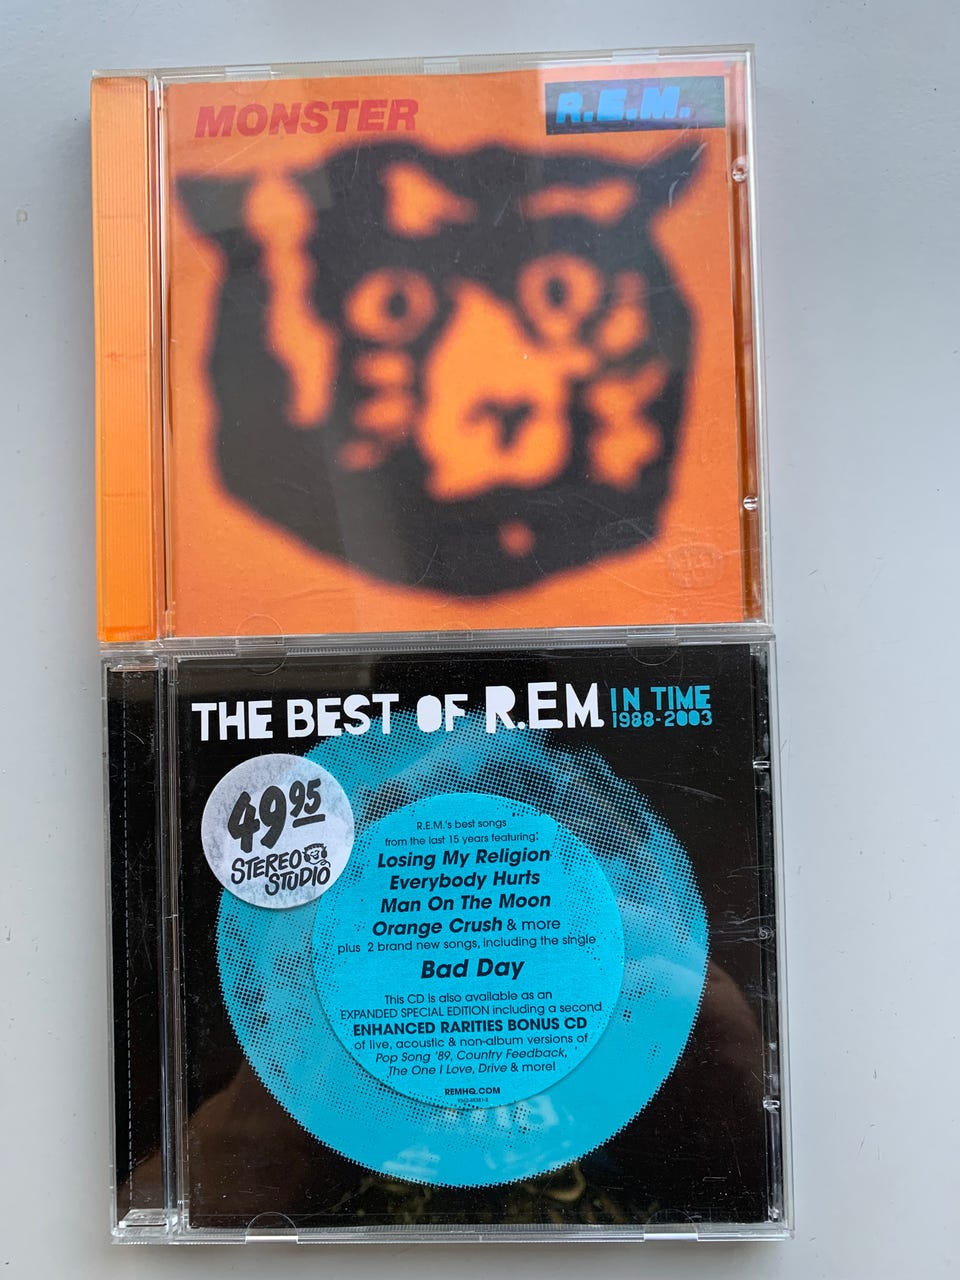 MONSTER
R.E.M.
THE BEST OF R.E.M. IN TIME
1988-2003
49 95
STEREO
STUDIO
R.E.M.'s best songs
from the last 15 years featuring:
Losing My Religion
Everybody Hurts
Man On The Moon
Orange Crush & more
plus 2 brand new songs, including the single
Bad Day
This CD is also available as an
EXPANDED SPECIAL EDITION including a second
ENHANCED RARITIES BONUS CD
of live, acoustic & non-album versions of
Pop Song '89, Country Feedback,
The One I Love, Drive & more!
REMHQ.COM